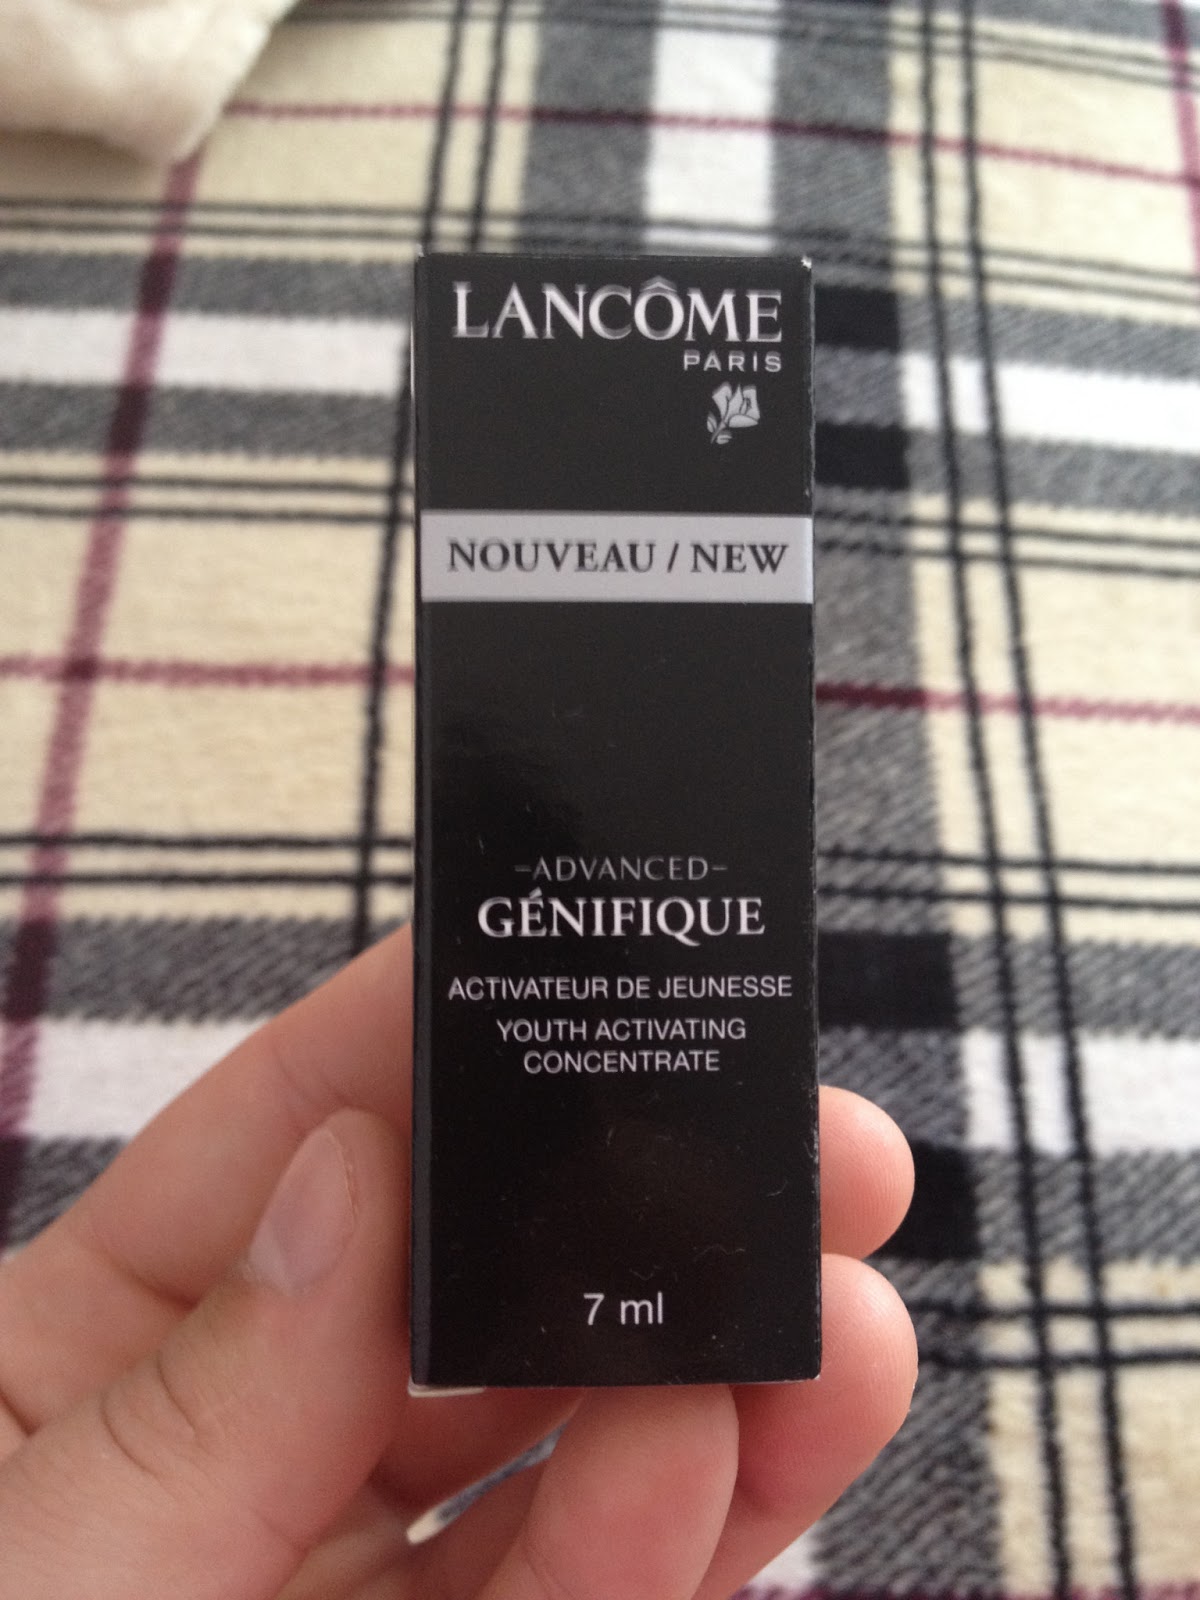 LANCÔME
PARIS
NOUVEAU / NEW
-ADVANCED-
GÉNIFIQUE
ACTIVATEUR DE JEUNESSE
YOUTH ACTIVATING
CONCENTRATE
7 ml